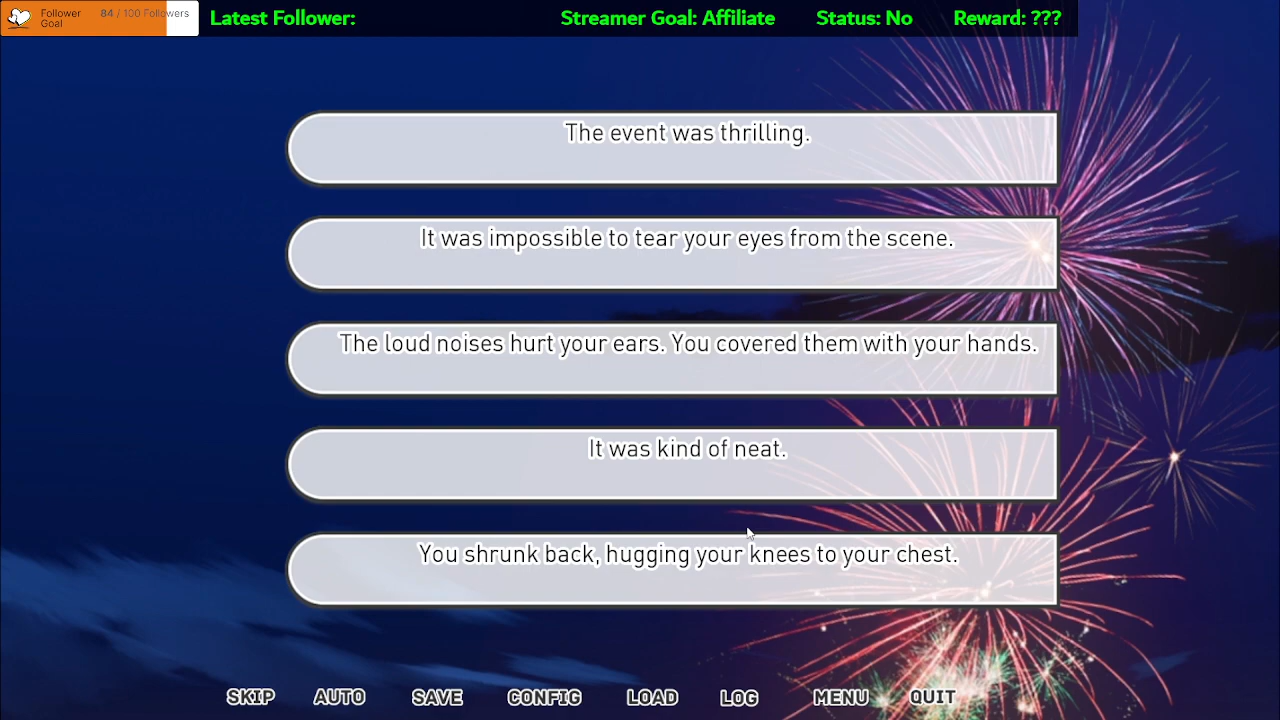 Follower Goal 84 / 100 Followers
Latest Follower: Streamer Goal: Affiliate Status: No Reward: ???
The event was thrilling.
It was impossible to tear your eyes from the scene.
The loud noises hurt your ears. You covered them with your hands.
It was kind of neat.
You shrunk back, hugging your knees to your chest.
SKIP AUTO SAVE CONFIG LOAD LOG MENU QUIT